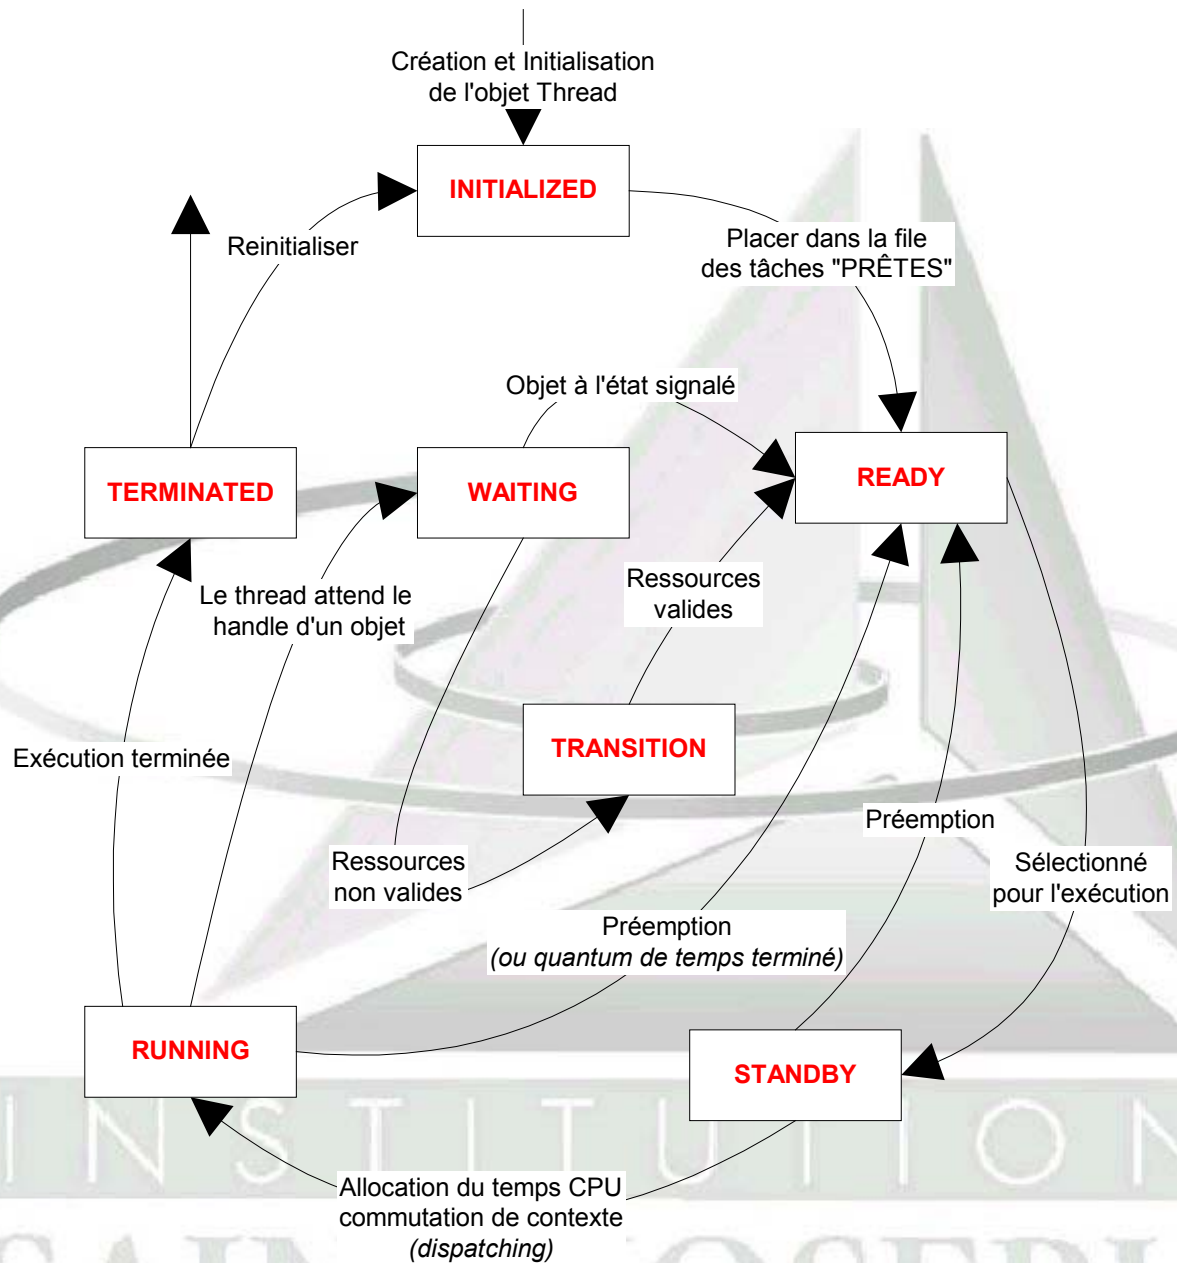 Création et Initialisation
de l'objet Thread
INITIALIZED
Reinitialiser
Placer dans la file
des tâches "PRÊTES"
Objet à l'état signalé
TERMINATED
WAITING
READY
Le thread attend le
handle d'un objet
Ressources
valides
TRANSITION
Exécution terminée
Ressources
non valides
Préemption
Sélectionné
pour l'exécution
Préemption
(ou quantum de temps terminé)
RUNNING
STANDBY
Allocation du temps CPU
commutation de contexte
(dispatching)
INSTITUTION